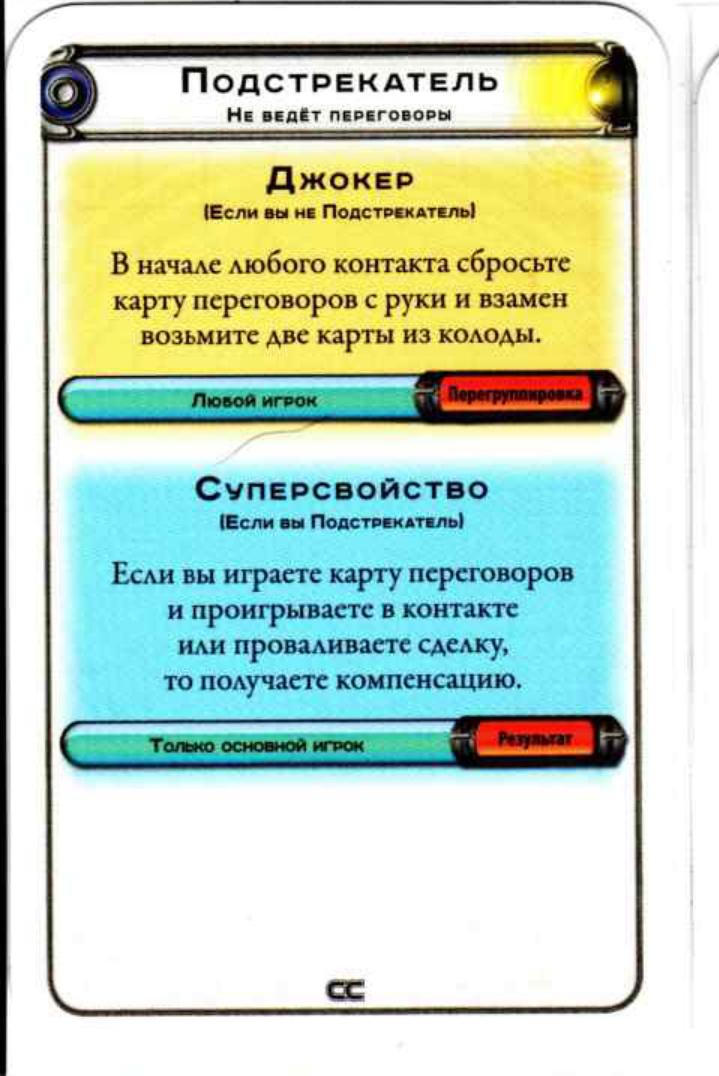 Подстрекатель
Не ведёт переговоры
Джокер
(Если вы не Подстрекатель)
В начале любого контакта сбросьте
карту переговоров с руки и взамен
возьмите две карты из колоды.
Любой игрок
Перегруппировка
Суперсвойство
(Если вы Подстрекатель)
Если вы играете карту переговоров
и проигрываете в контакте
или проваливаете сделку,
то получаете компенсацию.
Только основной игрок
Результат
CC